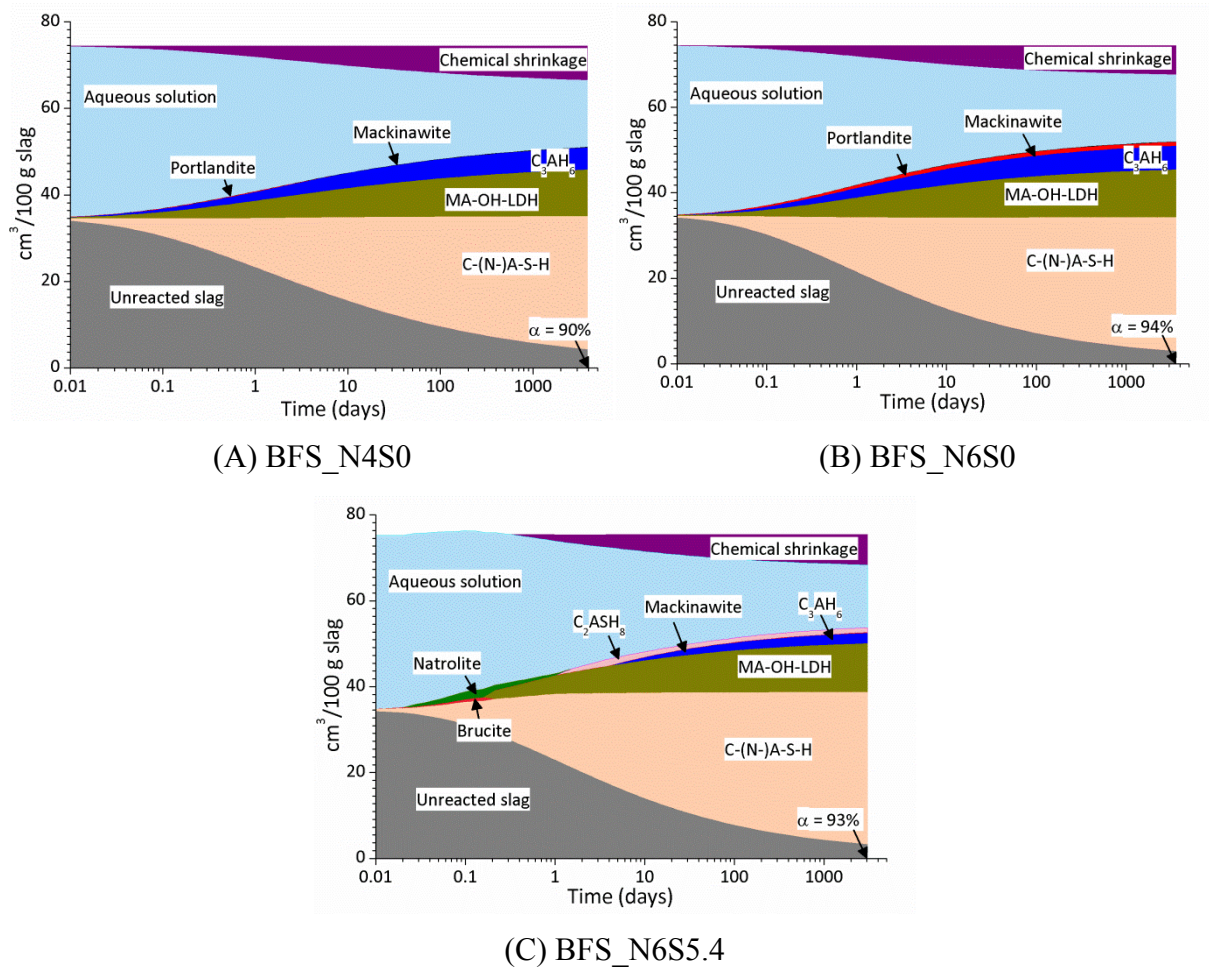 80
60
40
20
0
cm³/100 g slag
Chemical shrinkage
Aqueous solution
Mackinawite
Portlandite
C₃AH₆
MA-OH-LDH
C-(N-)A-S-H
Unreacted slag
α = 90%
0.01 0.1 1 10 100 1000
Time (days)
(A) BFS_N4S0
80
60
40
20
0
cm³/100 g slag
Chemical shrinkage
Aqueous solution
Mackinawite
Portlandite
C₃AH₆
MA-OH-LDH
C-(N-)A-S-H
Unreacted slag
α = 94%
0.01 0.1 1 10 100 1000
Time (days)
(B) BFS_N6S0
80
60
40
20
0
cm³/100 g slag
Chemical shrinkage
Aqueous solution
Mackinawite
C₃AH₆
C₂ASH₈
Natrolite
MA-OH-LDH
Brucite
C-(N-)A-S-H
Unreacted slag
α = 93%
0.01 0.1 1 10 100 1000
Time (days)
(C) BFS_N6S5.4